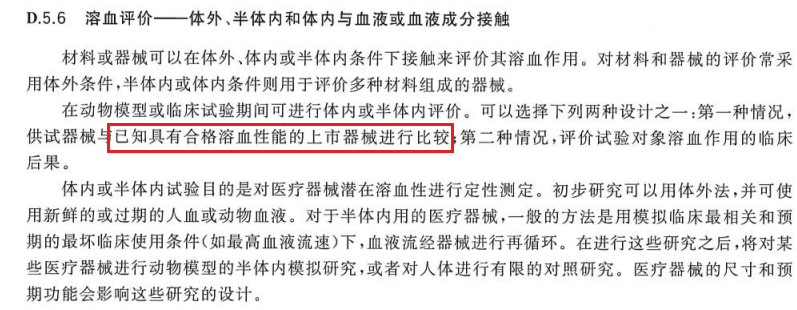 D.5.6 溶血评价——体外、半体内和体内与血液或血液成分接触
材料或器械可以在体外、体内或半体内条件下接触来评价其溶血作用。对材料和器械的评价常采
用体外条件,半体内或体内条件则用于评价多种材料组成的器械。
在动物模型或临床试验期间可进行体内或半体内评价。可以选择下列两种设计之一:第一种情况,
供试器械与已知具有合格溶血性能的上市器械进行比较;第二种情况,评价试验对象溶血作用的临床
后果。
体内或半体内试验目的是对医疗器械潜在溶血性进行定性测定。初步研究可以用体外法,并可使
用新鲜的或过期的人血或动物血液。对于半体内用的医疗器械,一般的方法是用模拟临床最相关和预
期的最坏临床使用条件(如最高血液流速)下,血液流经器械进行再循环。在进行这些研究之后,将对某
些医疗器械进行动物模型的半体内模拟研究,或者对人体进行有限的对照研究。医疗器械的尺寸和预
期功能会影响这些研究的设计。